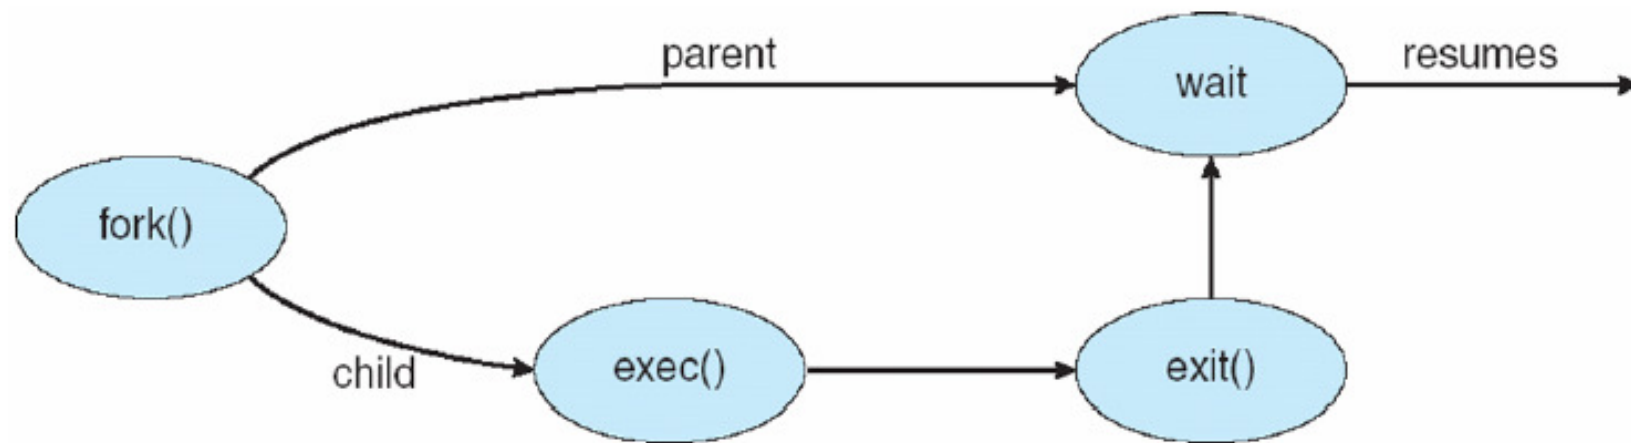 parent
resumes
wait
fork()
child
exec()
exit()